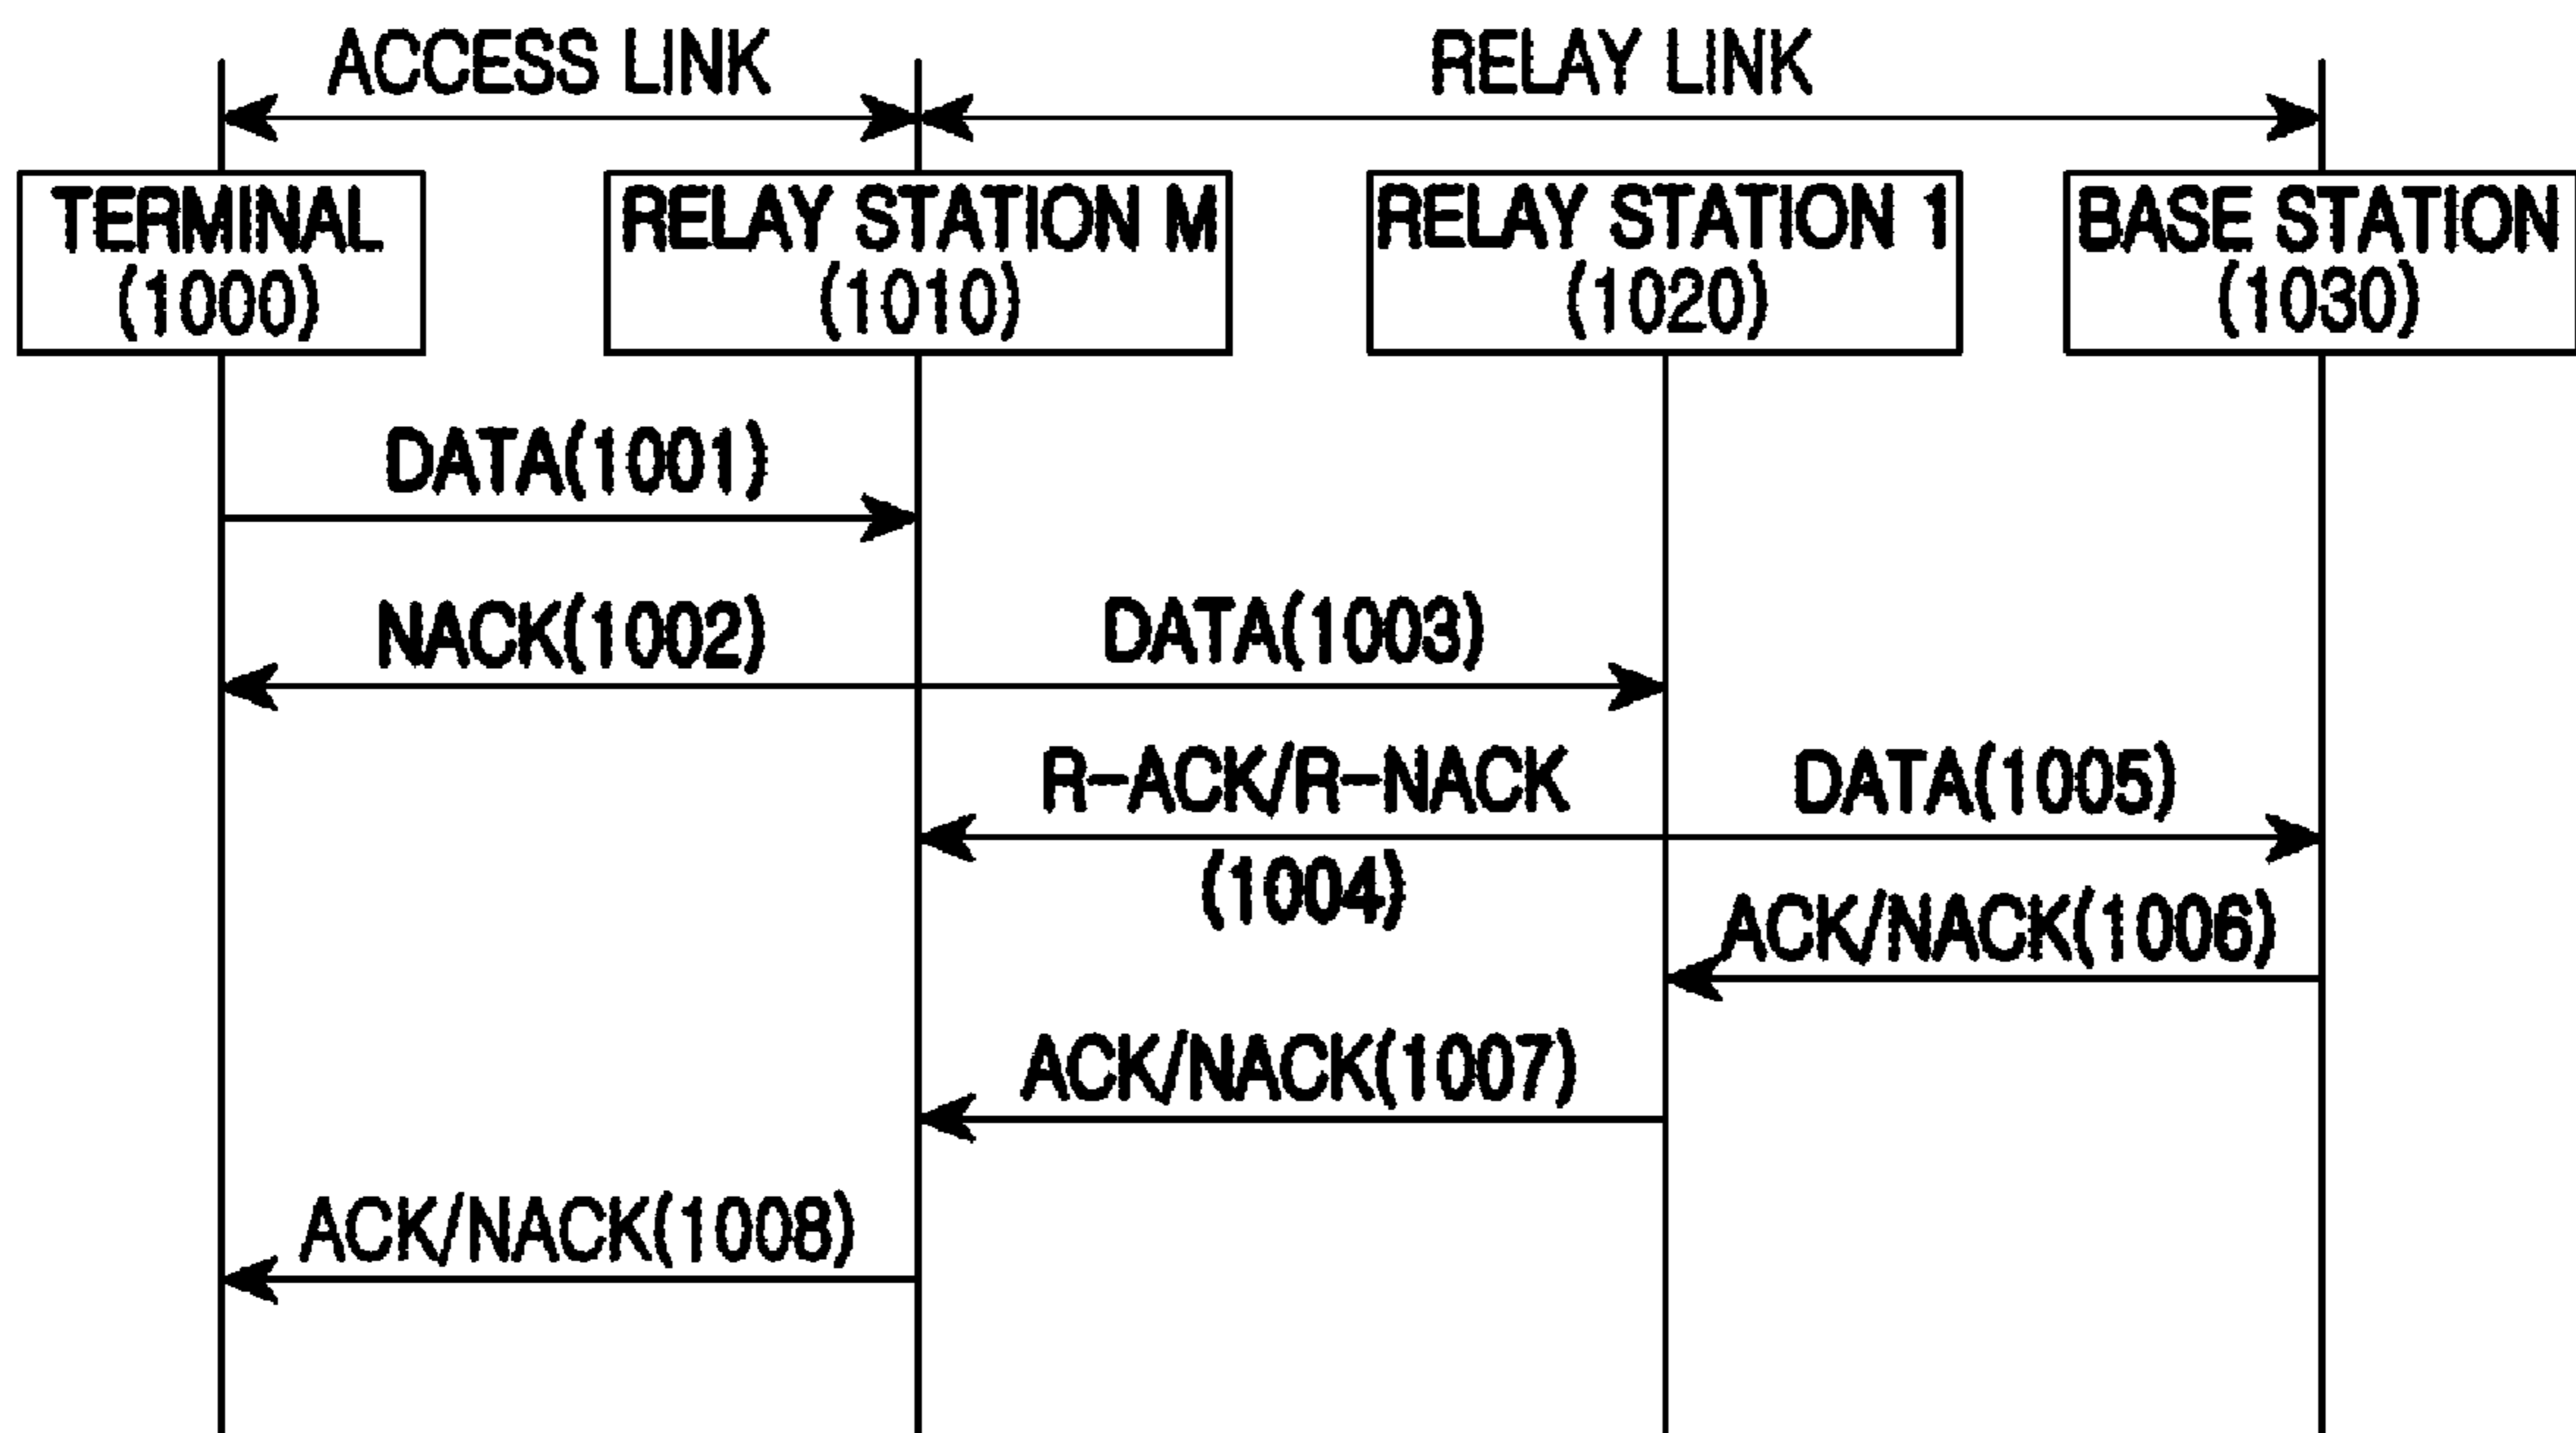 ACCESS LINK
RELAY LINK
TERMINAL
(1000)
RELAY STATION M
(1010)
RELAY STATION 1
(1020)
BASE STATION
(1030)
DATA(1001)
NACK(1002)
DATA(1003)
R-ACK/R-NACK
(1004)
DATA(1005)
ACK/NACK(1006)
ACK/NACK(1007)
ACK/NACK(1008)